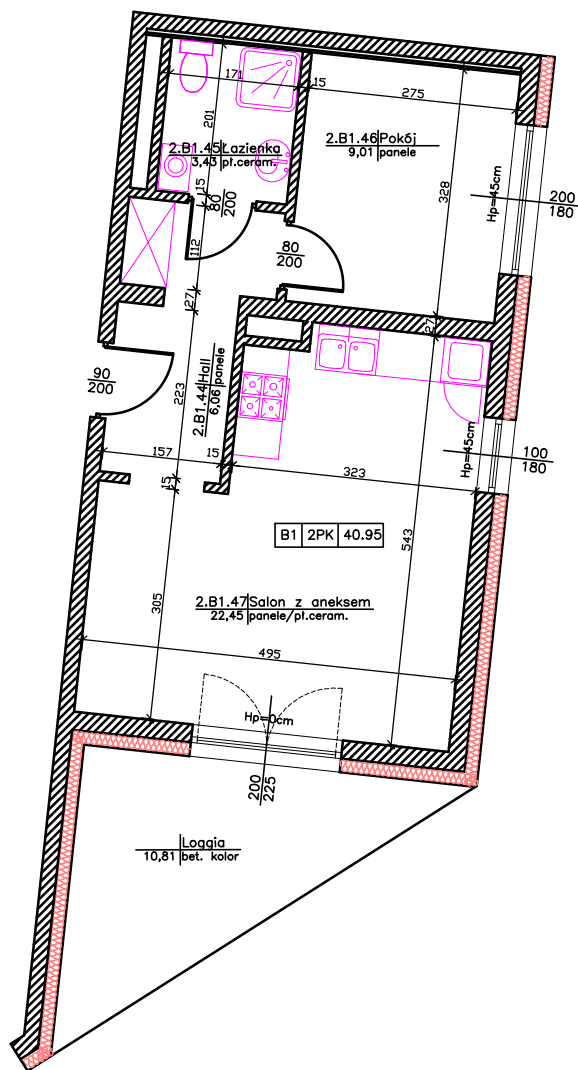 171
15
275
201
2.B1.45 Łazienka
3,43 pł.ceram.
2.B1.46 Pokój
9,01 panele
328
Hp=45cm
200
180
15
80
200
112
80
200
27
27
90
200
2.B1.44 Hall
6,06 panele
223
157
15
323
Hp=45cm
100
180
15
B1 2PK 40.95
543
305
2.B1.47 Salon z aneksem
22,45 panele/pł.ceram.
495
Hp=0cm
200
225
Loggia
10,81 bet. kolor